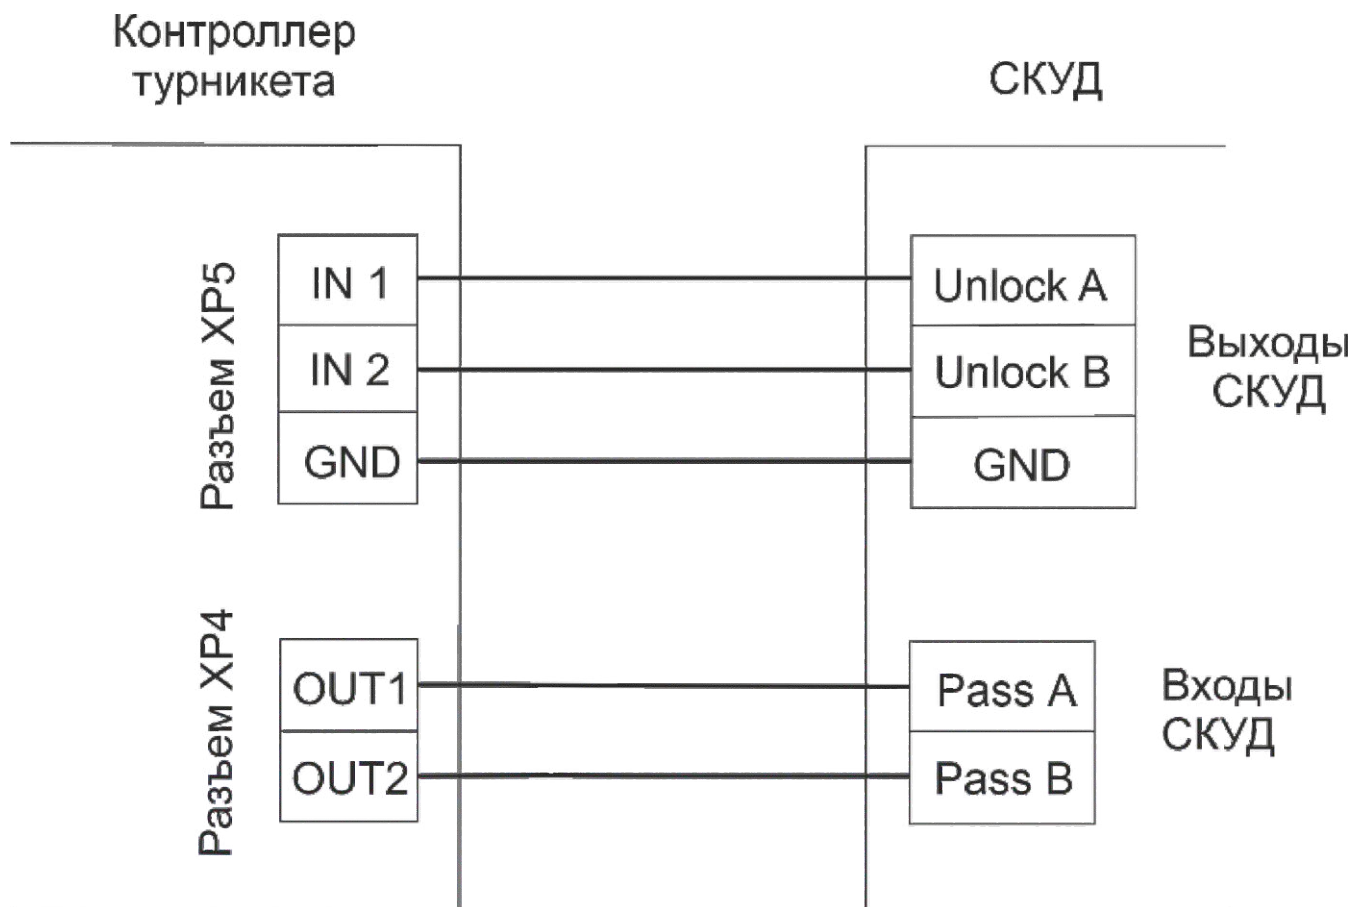 Контроллер
турникета
СКУД
Разъем XP5
IN 1
IN 2
GND
Unlock A
Unlock B
GND
Выходы
СКУД
Разъем XP4
OUT1
OUT2
Pass A
Pass B
Входы
СКУД